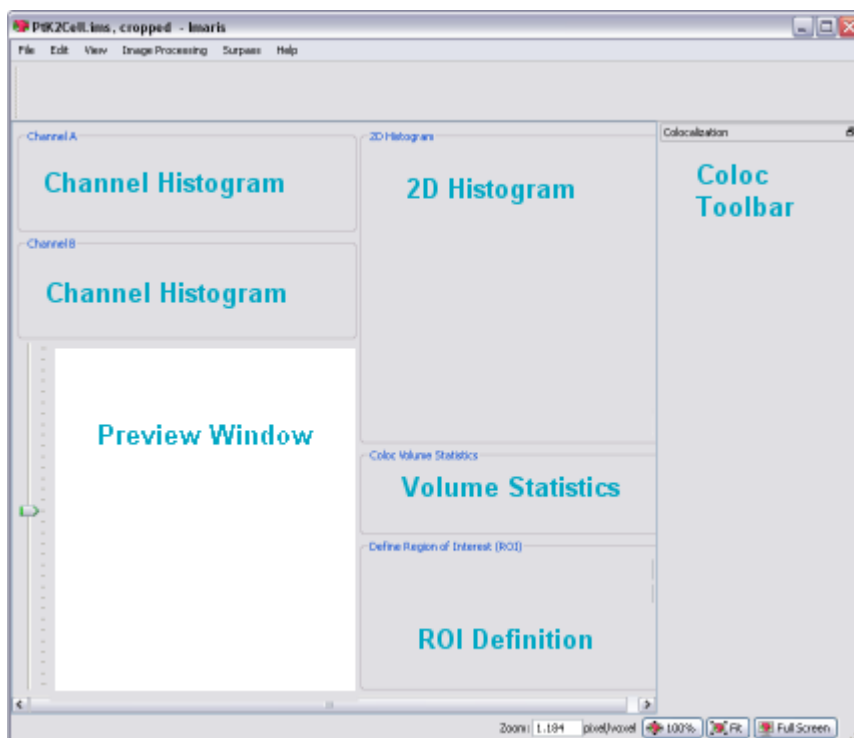 PtK2Cell.ims, cropped - Imaris
File Edit View Image Processing Surpass Help
Channel A
Channel Histogram
Channel B
Channel Histogram
Preview Window
2D Histogram
2D Histogram
Coloc Volume Statistics
Volume Statistics
Define Region of Interest (ROI)
ROI Definition
Colocalization
Coloc
Toolbar
Zoom: 1.184 pixel/voxel 100% Fit Full Screen